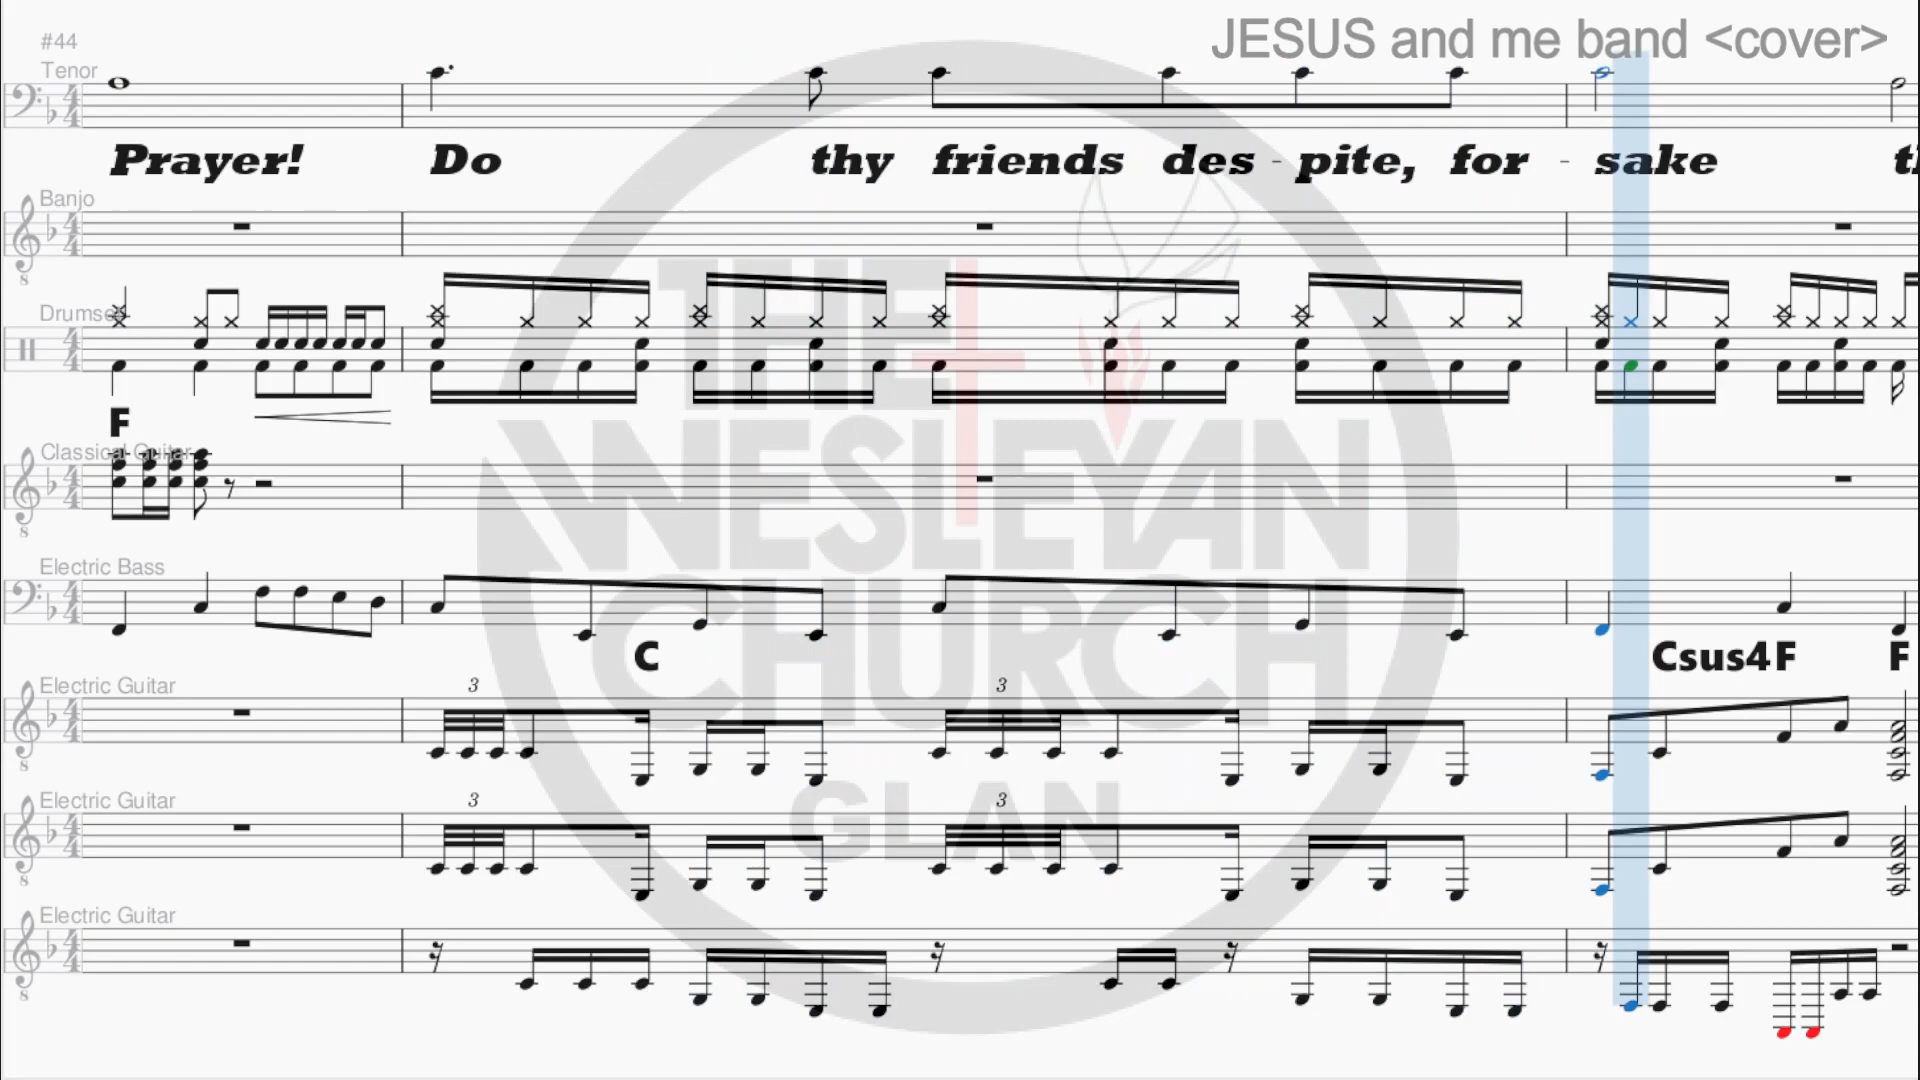 JESUS and me band <cover>
#44
Tenor
Prayer! Do thy friends des - pite, for - sake
Banjo
Drumset
F
Classical Guitar
Electric Bass
C Csus4 F F
Electric Guitar
3 3
Electric Guitar
3 3
Electric Guitar
THE
WESLEYAN
CHURCH
GLAN